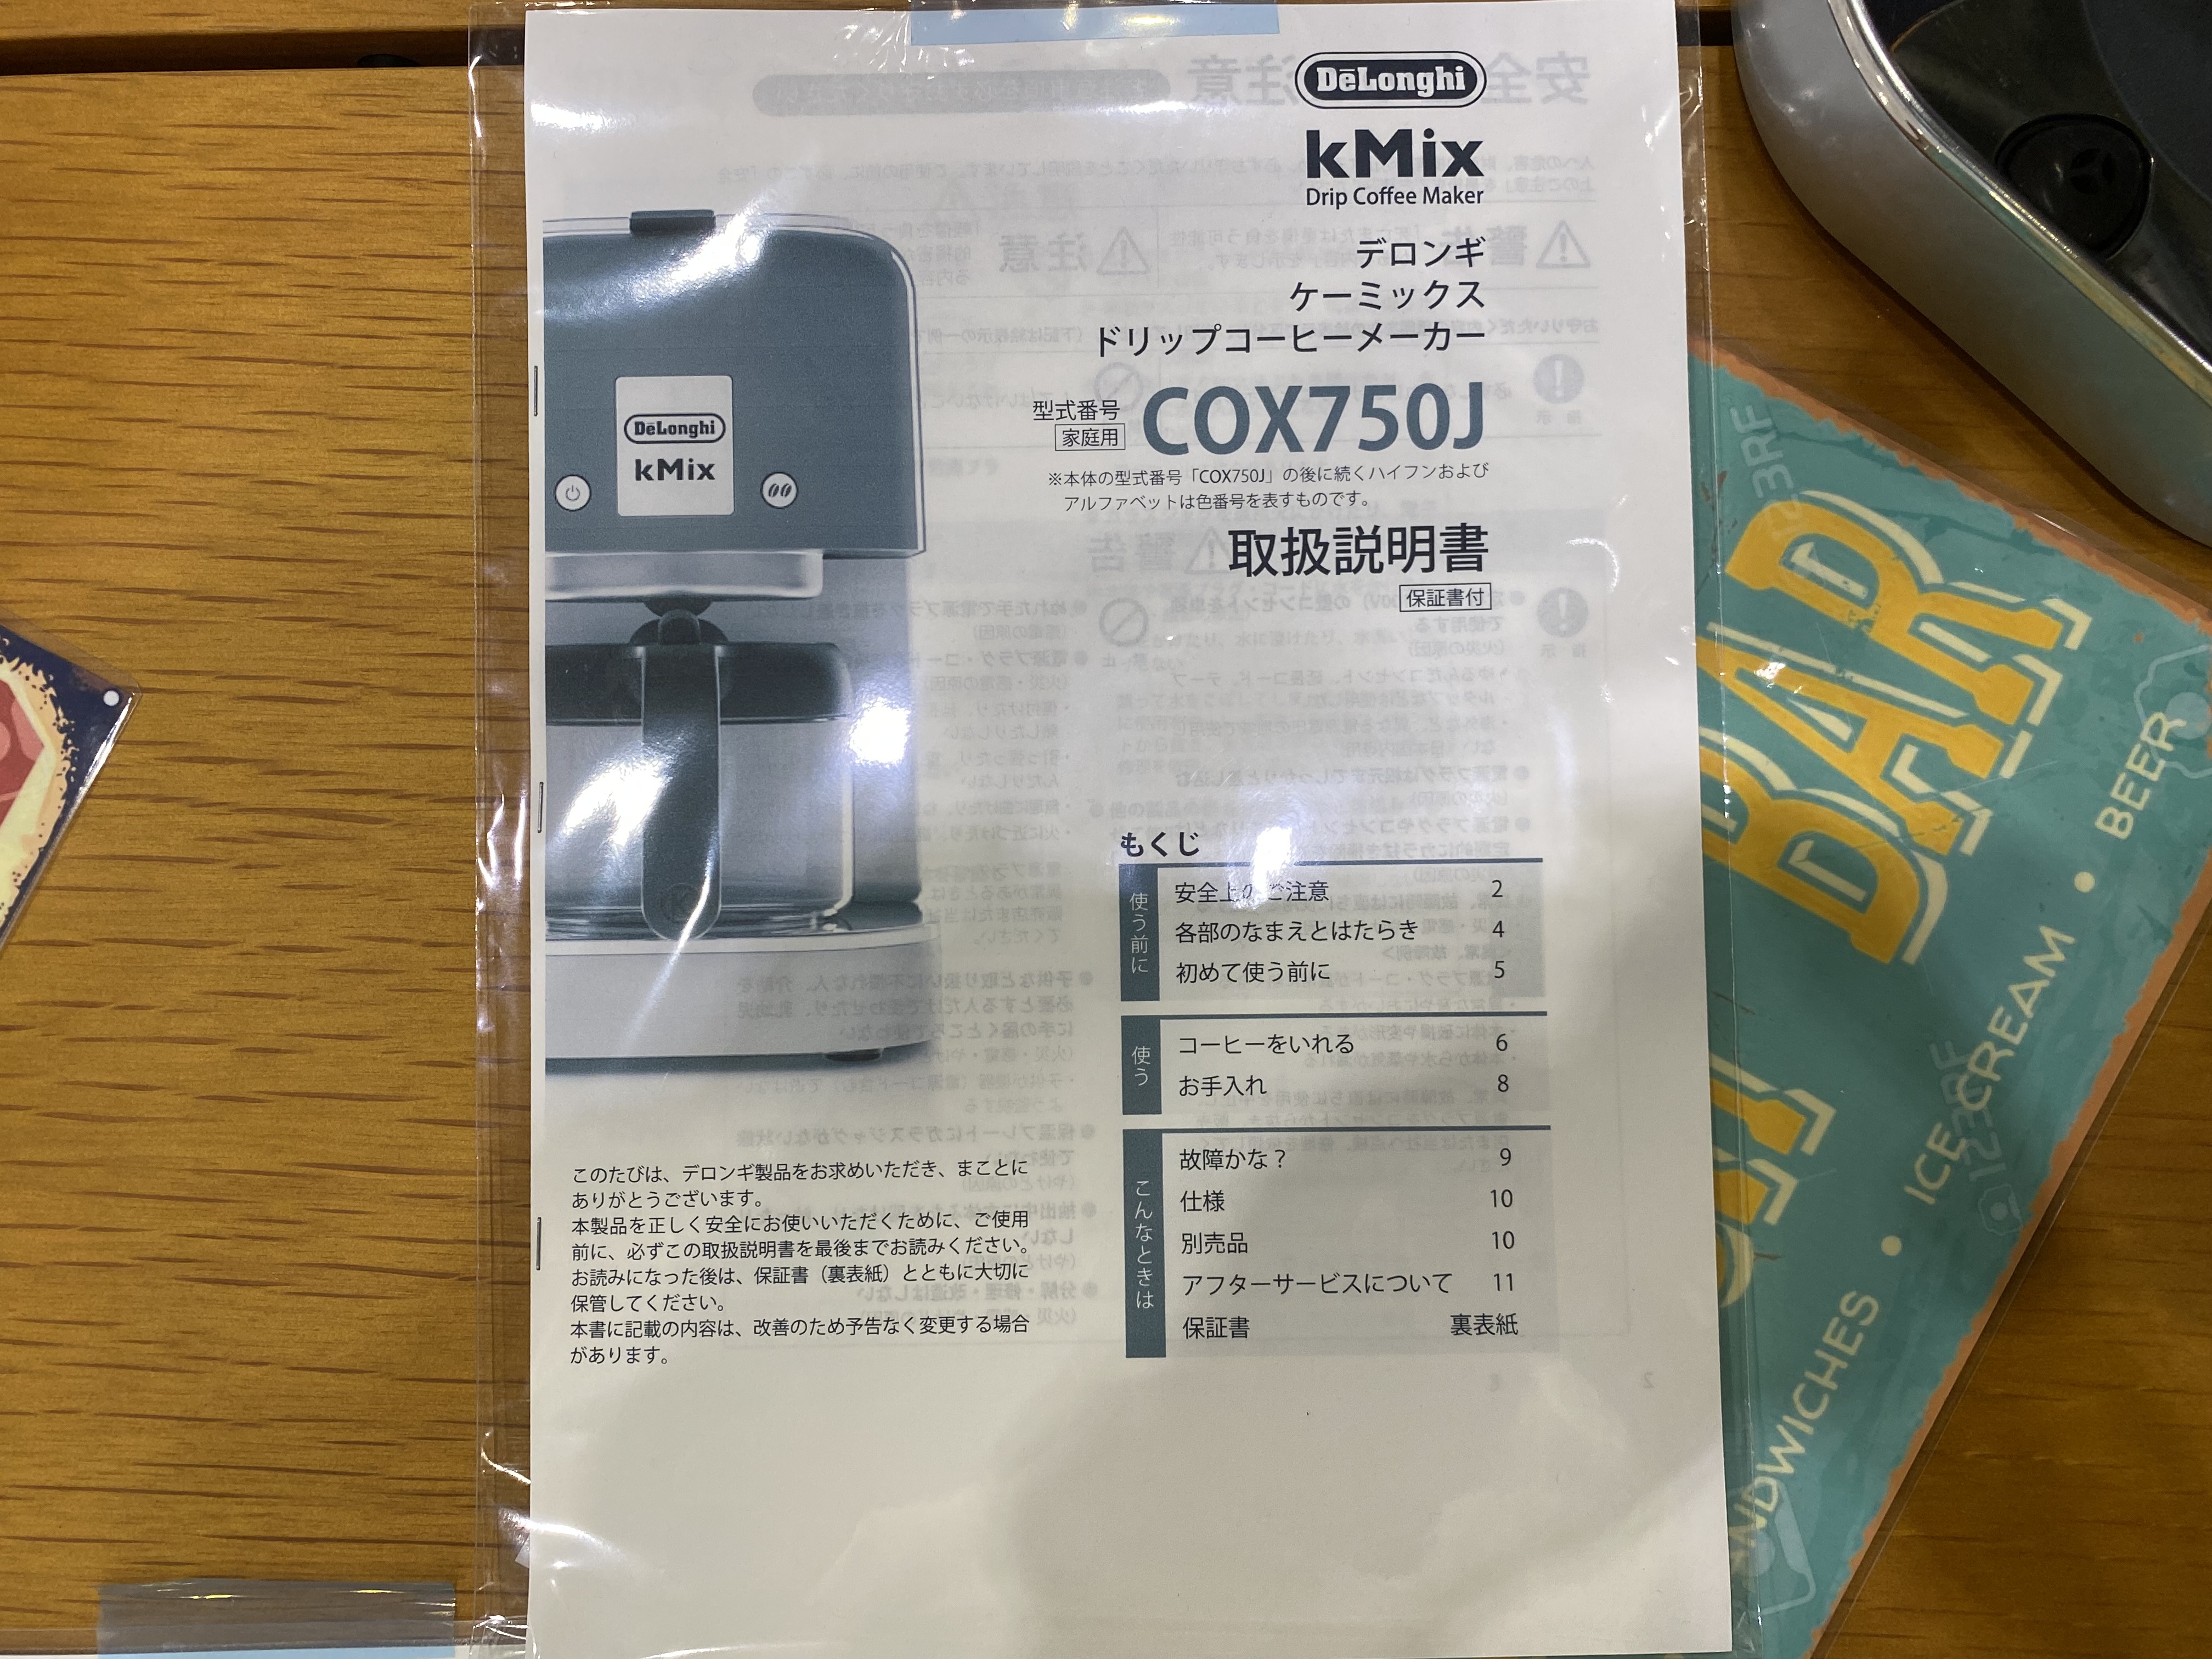 DēLonghi
kMix
Drip Coffee Maker
デロンギ
ケーミックス
ドリップコーヒーメーカー
型式番号
家庭用
COX750J
※本体の型式番号「COX750J」の後に続くハイフンおよび
アルファベットは色番号を表すものです。
取扱説明書
保証書付
DēLonghi
kMix
もくじ
使う前に
安全上のご注意 2
各部のなまえとはたらき 4
初めて使う前に 5
使う
コーヒーをいれる 6
お手入れ 8
こんなときは
故障かな？ 9
仕様 10
別売品 10
アフターサービスについて 11
保証書 裏表紙
このたびは、デロンギ製品をお求めいただき、まことに
ありがとうございます。
本製品を正しく安全にお使いいただくために、ご使用
前に、必ずこの取扱説明書を最後までお読みください。
お読みになった後は、保証書（裏表紙）とともに大切に
保管してください。
本書に記載の内容は、改善のため予告なく変更する場合
があります。
BAR
NDWICHES • ICE CREAM • BEER